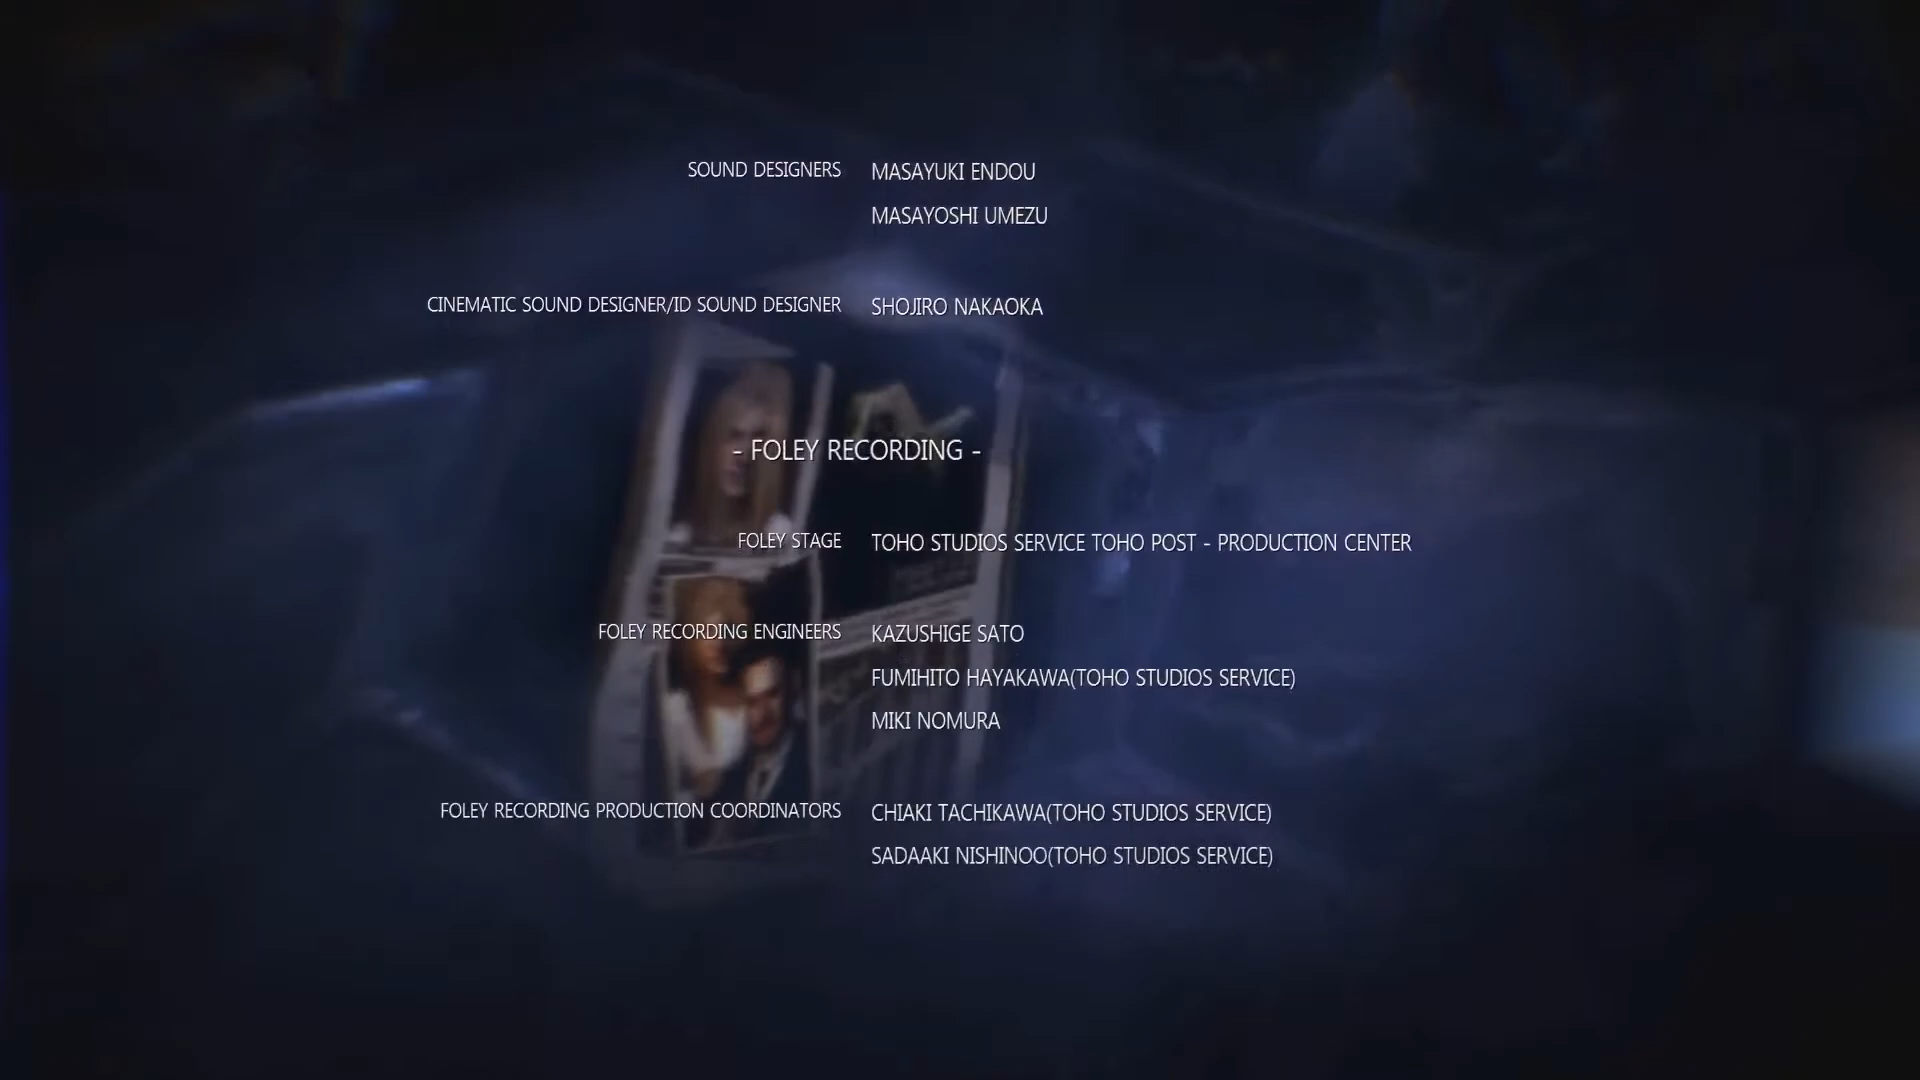 SOUND DESIGNERS MASAYUKI ENDOU
MASAYOSHI UMEZU
CINEMATIC SOUND DESIGNER/ID SOUND DESIGNER SHOJIRO NAKAOKA
- FOLEY RECORDING -
FOLEY STAGE TOHO STUDIOS SERVICE TOHO POST - PRODUCTION CENTER
FOLEY RECORDING ENGINEERS KAZUSHIGE SATO
FUMIHITO HAYAKAWA(TOHO STUDIOS SERVICE)
MIKI NOMURA
FOLEY RECORDING PRODUCTION COORDINATORS CHIAKI TACHIKAWA(TOHO STUDIOS SERVICE)
SADAAKI NISHINOO(TOHO STUDIOS SERVICE)